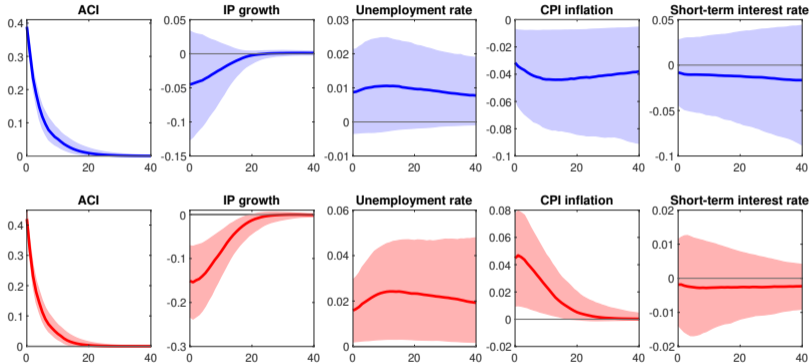 ACI IP growth Unemployment rate CPI inflation Short-term interest rate
0.4 0.05 0.03 0 0.05
0.3 0 0.02 -0.02 0
0.2 -0.05 0.01 -0.04 -0.05
0.1 -0.1 0 -0.06 -0.1
0 -0.15 -0.01 -0.08
-0.1
0 20 40 0 20 40 0 20 40 0 20 40 0 20 40
ACI IP growth Unemployment rate CPI inflation Short-term interest rate
0.4 0 0.06 0.08 0.02
0.3 -0.1 0.04 0.06 0.01
0.2 -0.2 0.02 0.04 0
0.1 -0.3 0 0.02 -0.01
0 0 -0.02
-0.02
0 20 40 0 20 40 0 20 40 0 20 40 0 20 40